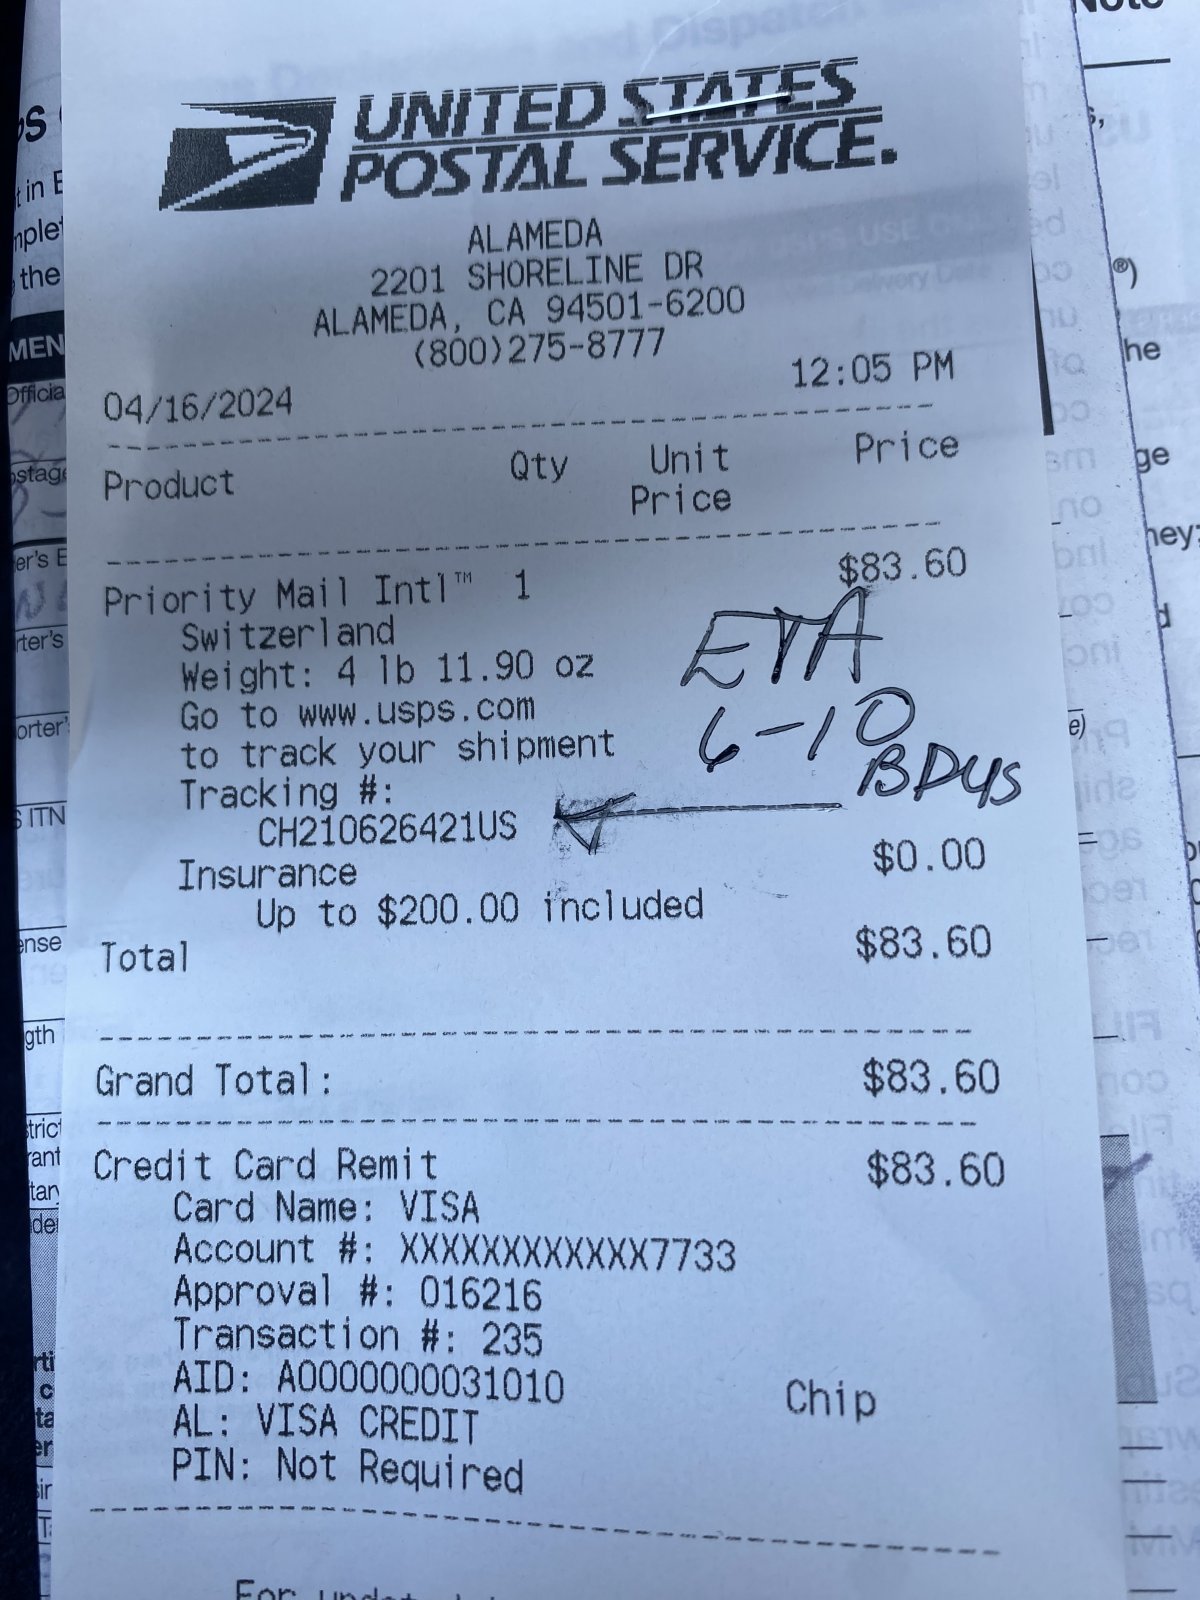 UNITED STATES
POSTAL SERVICE.
ALAMEDA
2201 SHORELINE DR
ALAMEDA, CA 94501-6200
(800)275-8777
04/16/2024 12:05 PM
Product Qty Unit Price
Price
Priority Mail Intl™ 1 $83.60
Switzerland
Weight: 4 lb 11.90 oz
Go to www.usps.com
to track your shipment
Tracking #:
CH210626421US
ETA
6-10
BDYS
Insurance $0.00
Up to $200.00 included
Total $83.60
Grand Total: $83.60
Credit Card Remit $83.60
Card Name: VISA
Account #: XXXXXXXXXXXX7733
Approval #: 016216
Transaction #: 235
AID: A0000000031010 Chip
AL: VISA CREDIT
PIN: Not Required
For